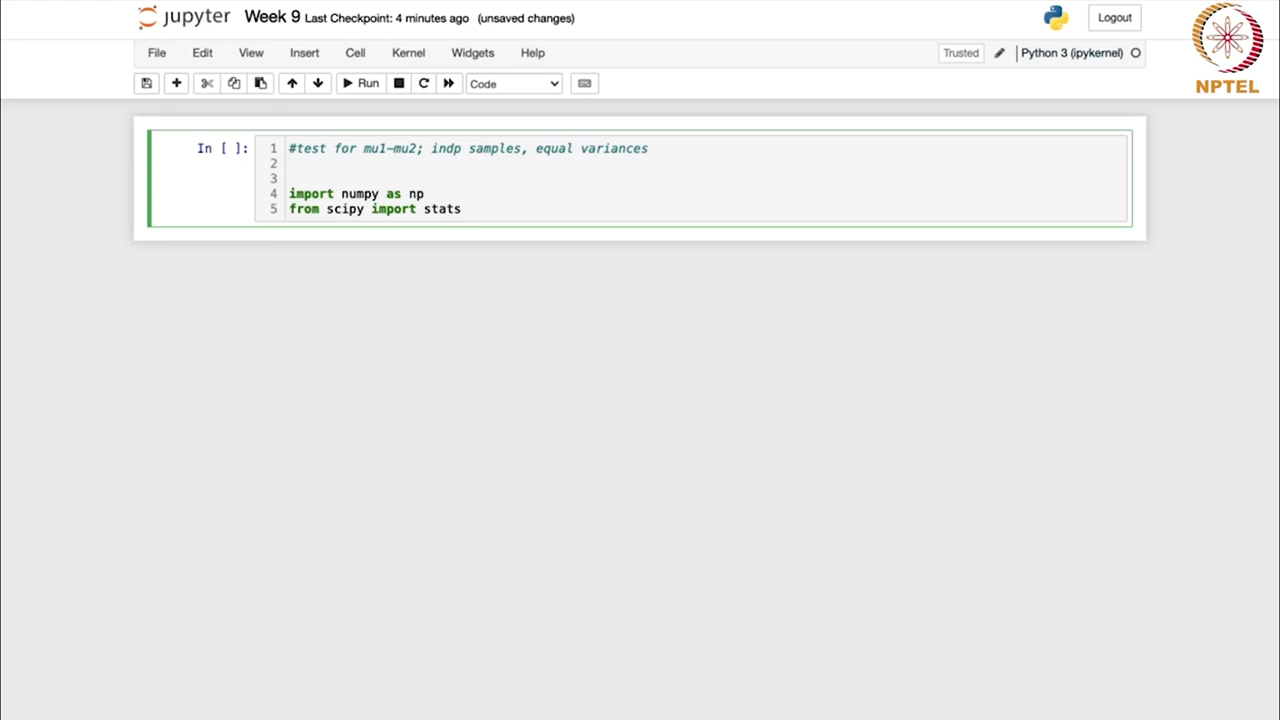 jupyter Week 9 Last Checkpoint: 4 minutes ago (unsaved changes)
Logout
NPTEL
File Edit View Insert Cell Kernel Widgets Help
Trusted Python 3 (ipykernel)
Run Code
In [ ]:
1 #test for mu1-mu2; indp samples, equal variances
2
3
4 import numpy as np
5 from scipy import stats